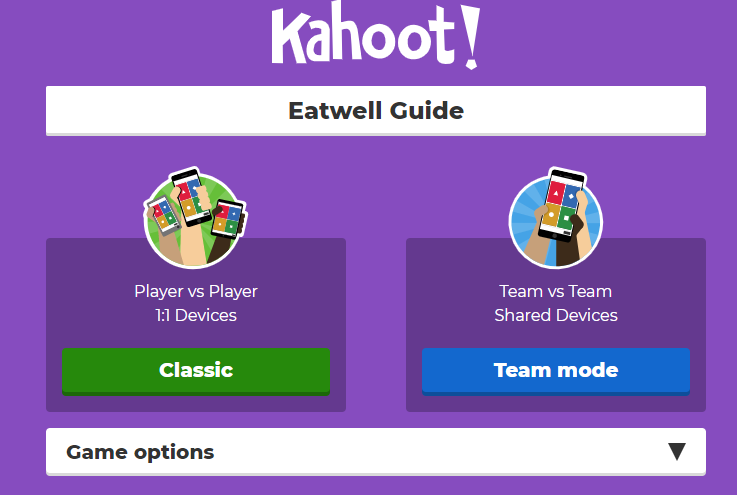 Kahoot!
Eatwell Guide
Player vs Player
1:1 Devices
Classic
Team vs Team
Shared Devices
Team mode
Game options